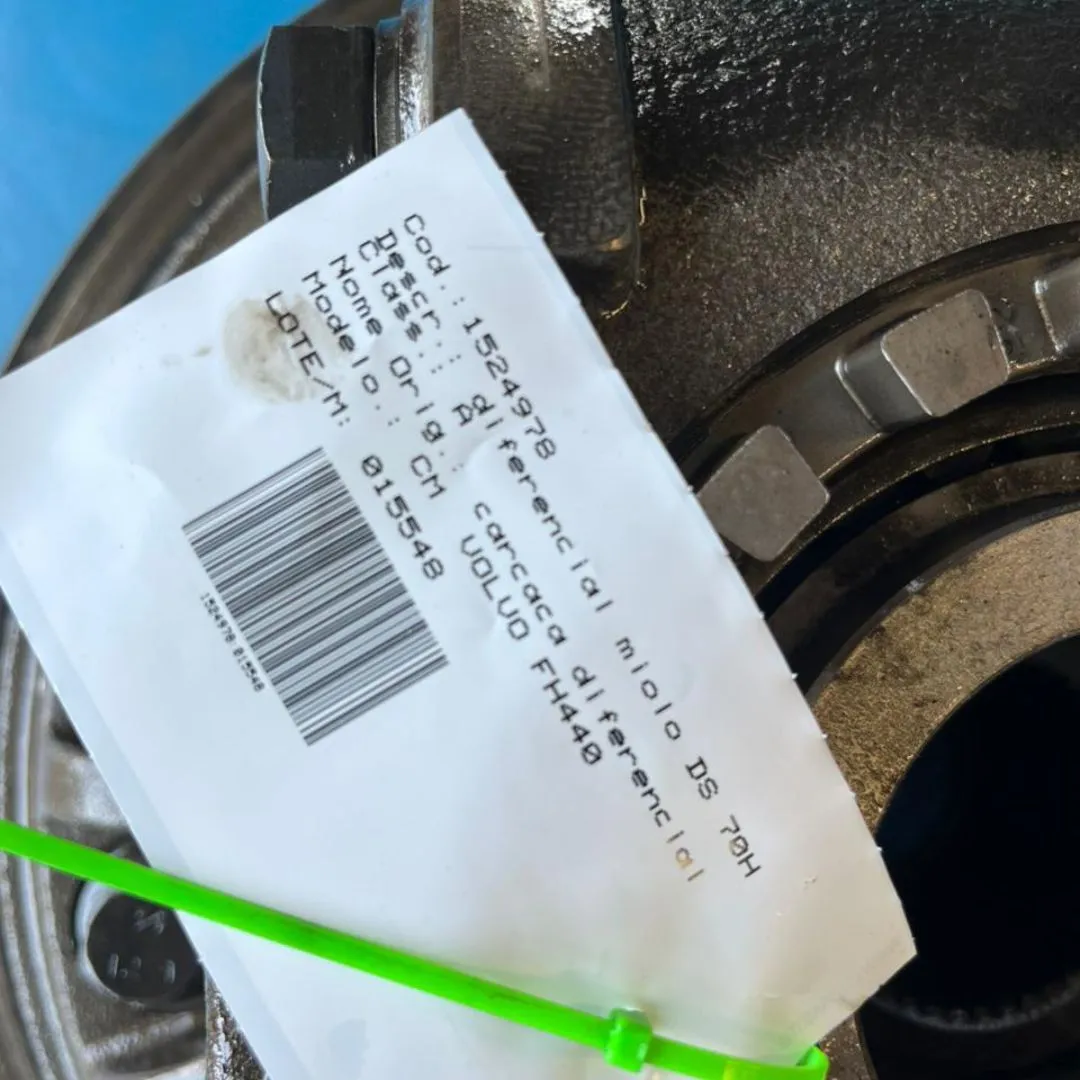 Cod.: 1524978
Descr.: diferencial miolo DS 70H
Class.: A
Nome Orig.: carcaca diferencial
Modelo.: CM VOLVO FH440
LOTE/M: 015548
1524978.015548